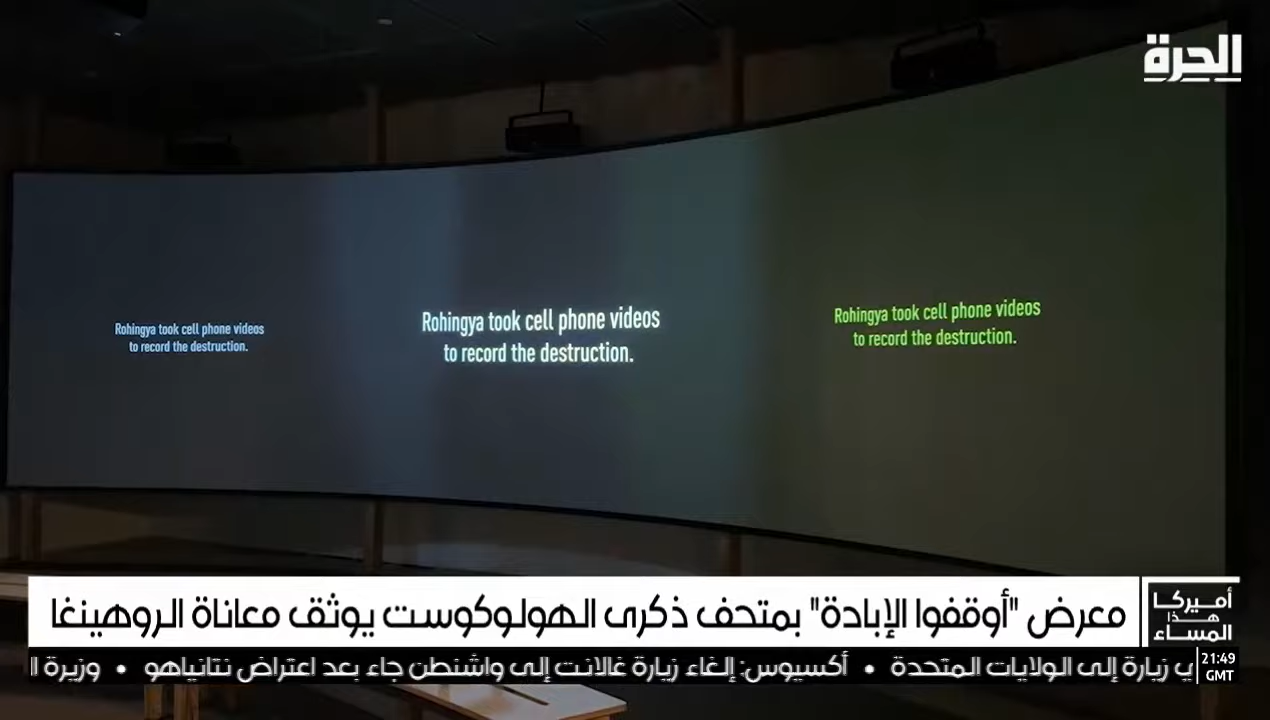 الحرة
Rohingya took cell phone videos
to record the destruction.
Rohingya took cell phone videos
to record the destruction.
Rohingya took cell phone videos
to record the destruction.
معرض "أوقفوا الإبادة" بمتحف ذكرى الهولوكوست يوثق معاناة الروهينغا
أميركا
هذا
المساء
ي زيارة إلى الولايات المتحدة • أكسيوس: إلغاء زيارة غالانت إلى واشنطن جاء بعد اعتراض نتانياهو • وزيرة ا
21:49
GMT